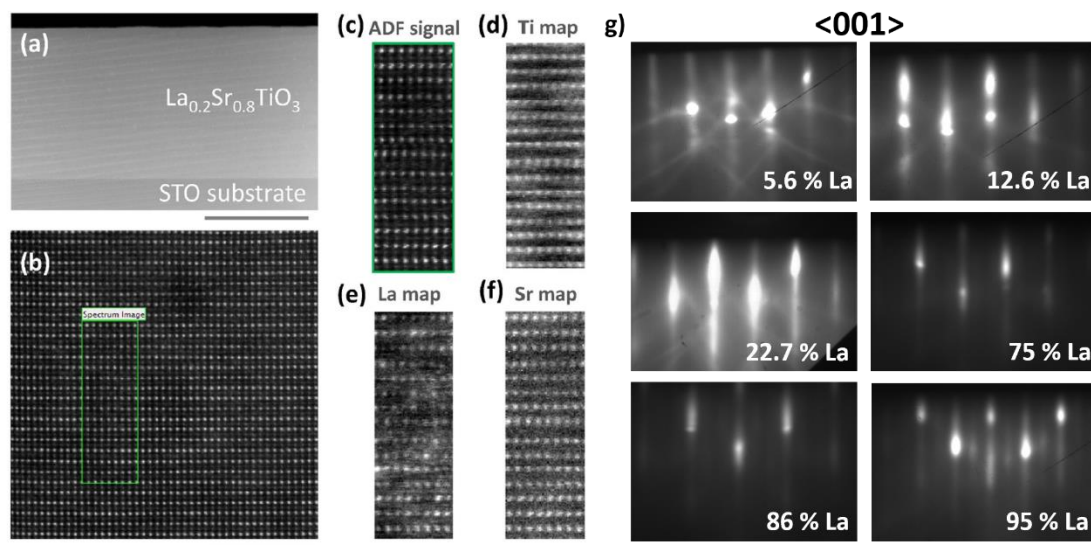 (a)
La0.2Sr0.8TiO3
STO substrate
(b)
Spectrum Image
(c) ADF signal
(d) Ti map
(e) La map
(f) Sr map
g) <001>
5.6 % La
12.6 % La
22.7 % La
75 % La
86 % La
95 % La